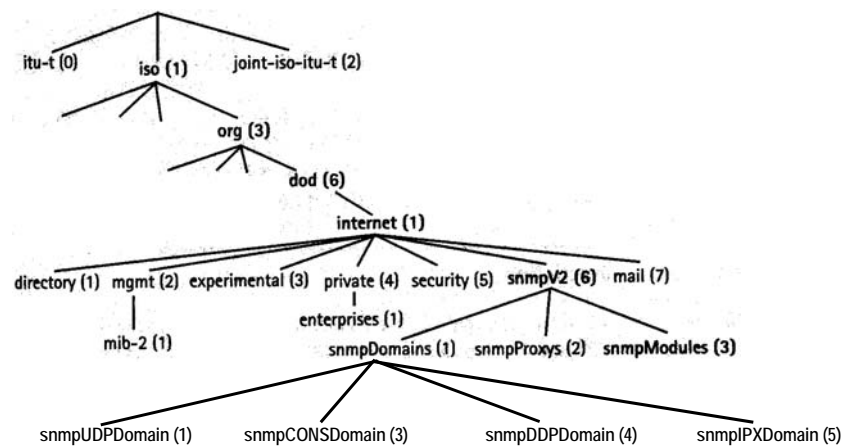 itu-t (0) iso (1) joint-iso-itu-t (2)
org (3)
dod (6)
internet (1)
directory (1) mgmt (2) experimental (3) private (4) security (5) snmpV2 (6) mail (7)
mib-2 (1) enterprises (1)
snmpDomains (1) snmpProxys (2) snmpModules (3)
snmpUDPDomain (1) snmpCONSDomain (3) snmpDDPDomain (4) snmpIPXDomain (5)